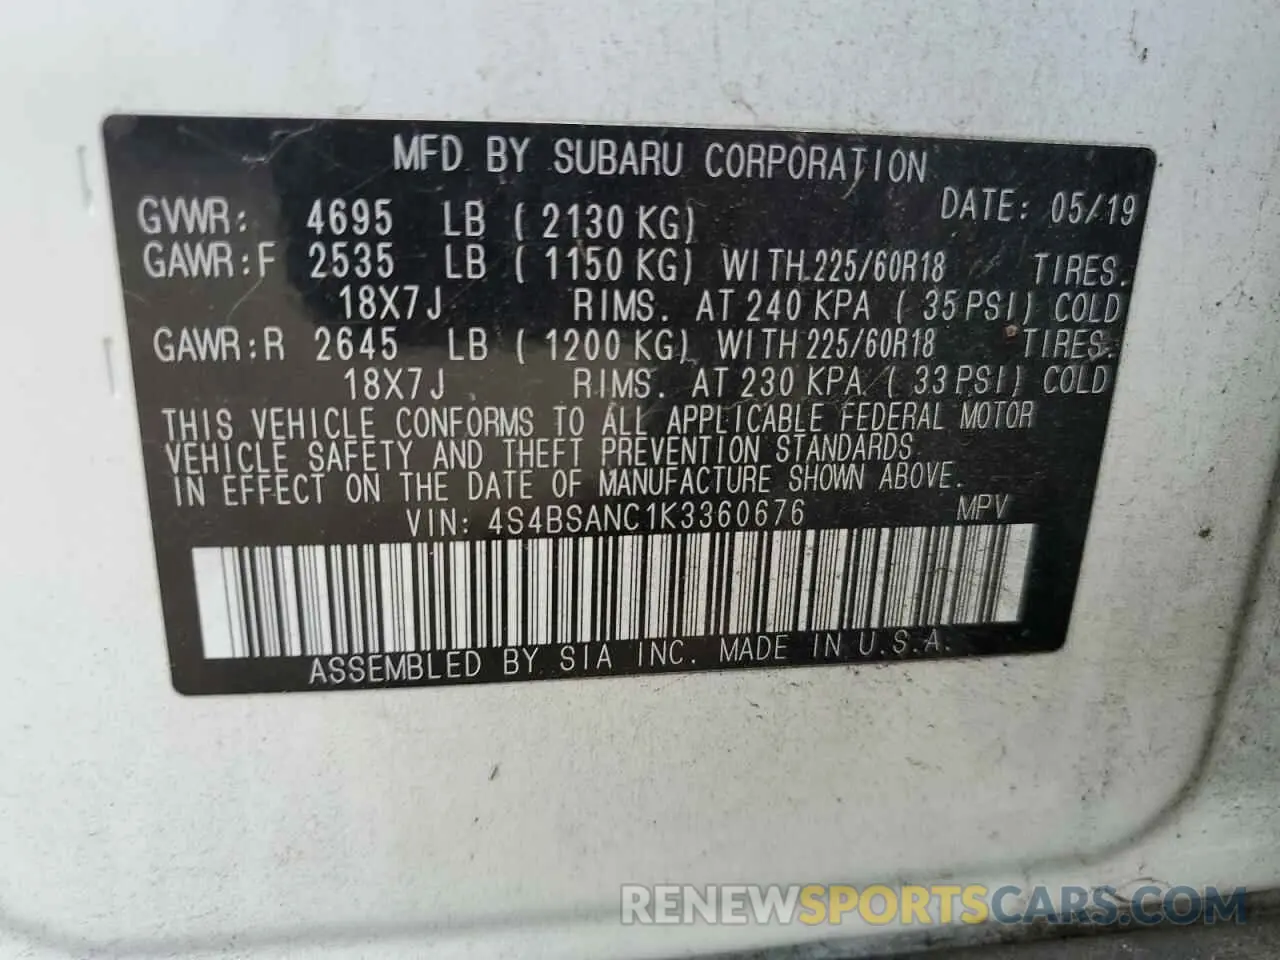 MFD BY SUBARU CORPORATION
DATE: 05/19
GVWR: 4695 LB ( 2130 KG)
GAWR:F 2535 LB ( 1150 KG) WITH 225/60R18 TIRES.
18X7J RIMS. AT 240 KPA ( 35 PSI) COLD
GAWR:R 2645 LB ( 1200 KG) WITH 225/60R18 TIRES.
18X7J RIMS. AT 230 KPA ( 33 PSI) COLD
THIS VEHICLE CONFORMS TO ALL APPLICABLE FEDERAL MOTOR
VEHICLE SAFETY AND THEFT PREVENTION STANDARDS
IN EFFECT ON THE DATE OF MANUFACTURE SHOWN ABOVE.
VIN: 4S4BSANC1K3360676 MPV
ASSEMBLED BY SIA INC. MADE IN U.S.A.
RENEWSPORTSCARS.COM